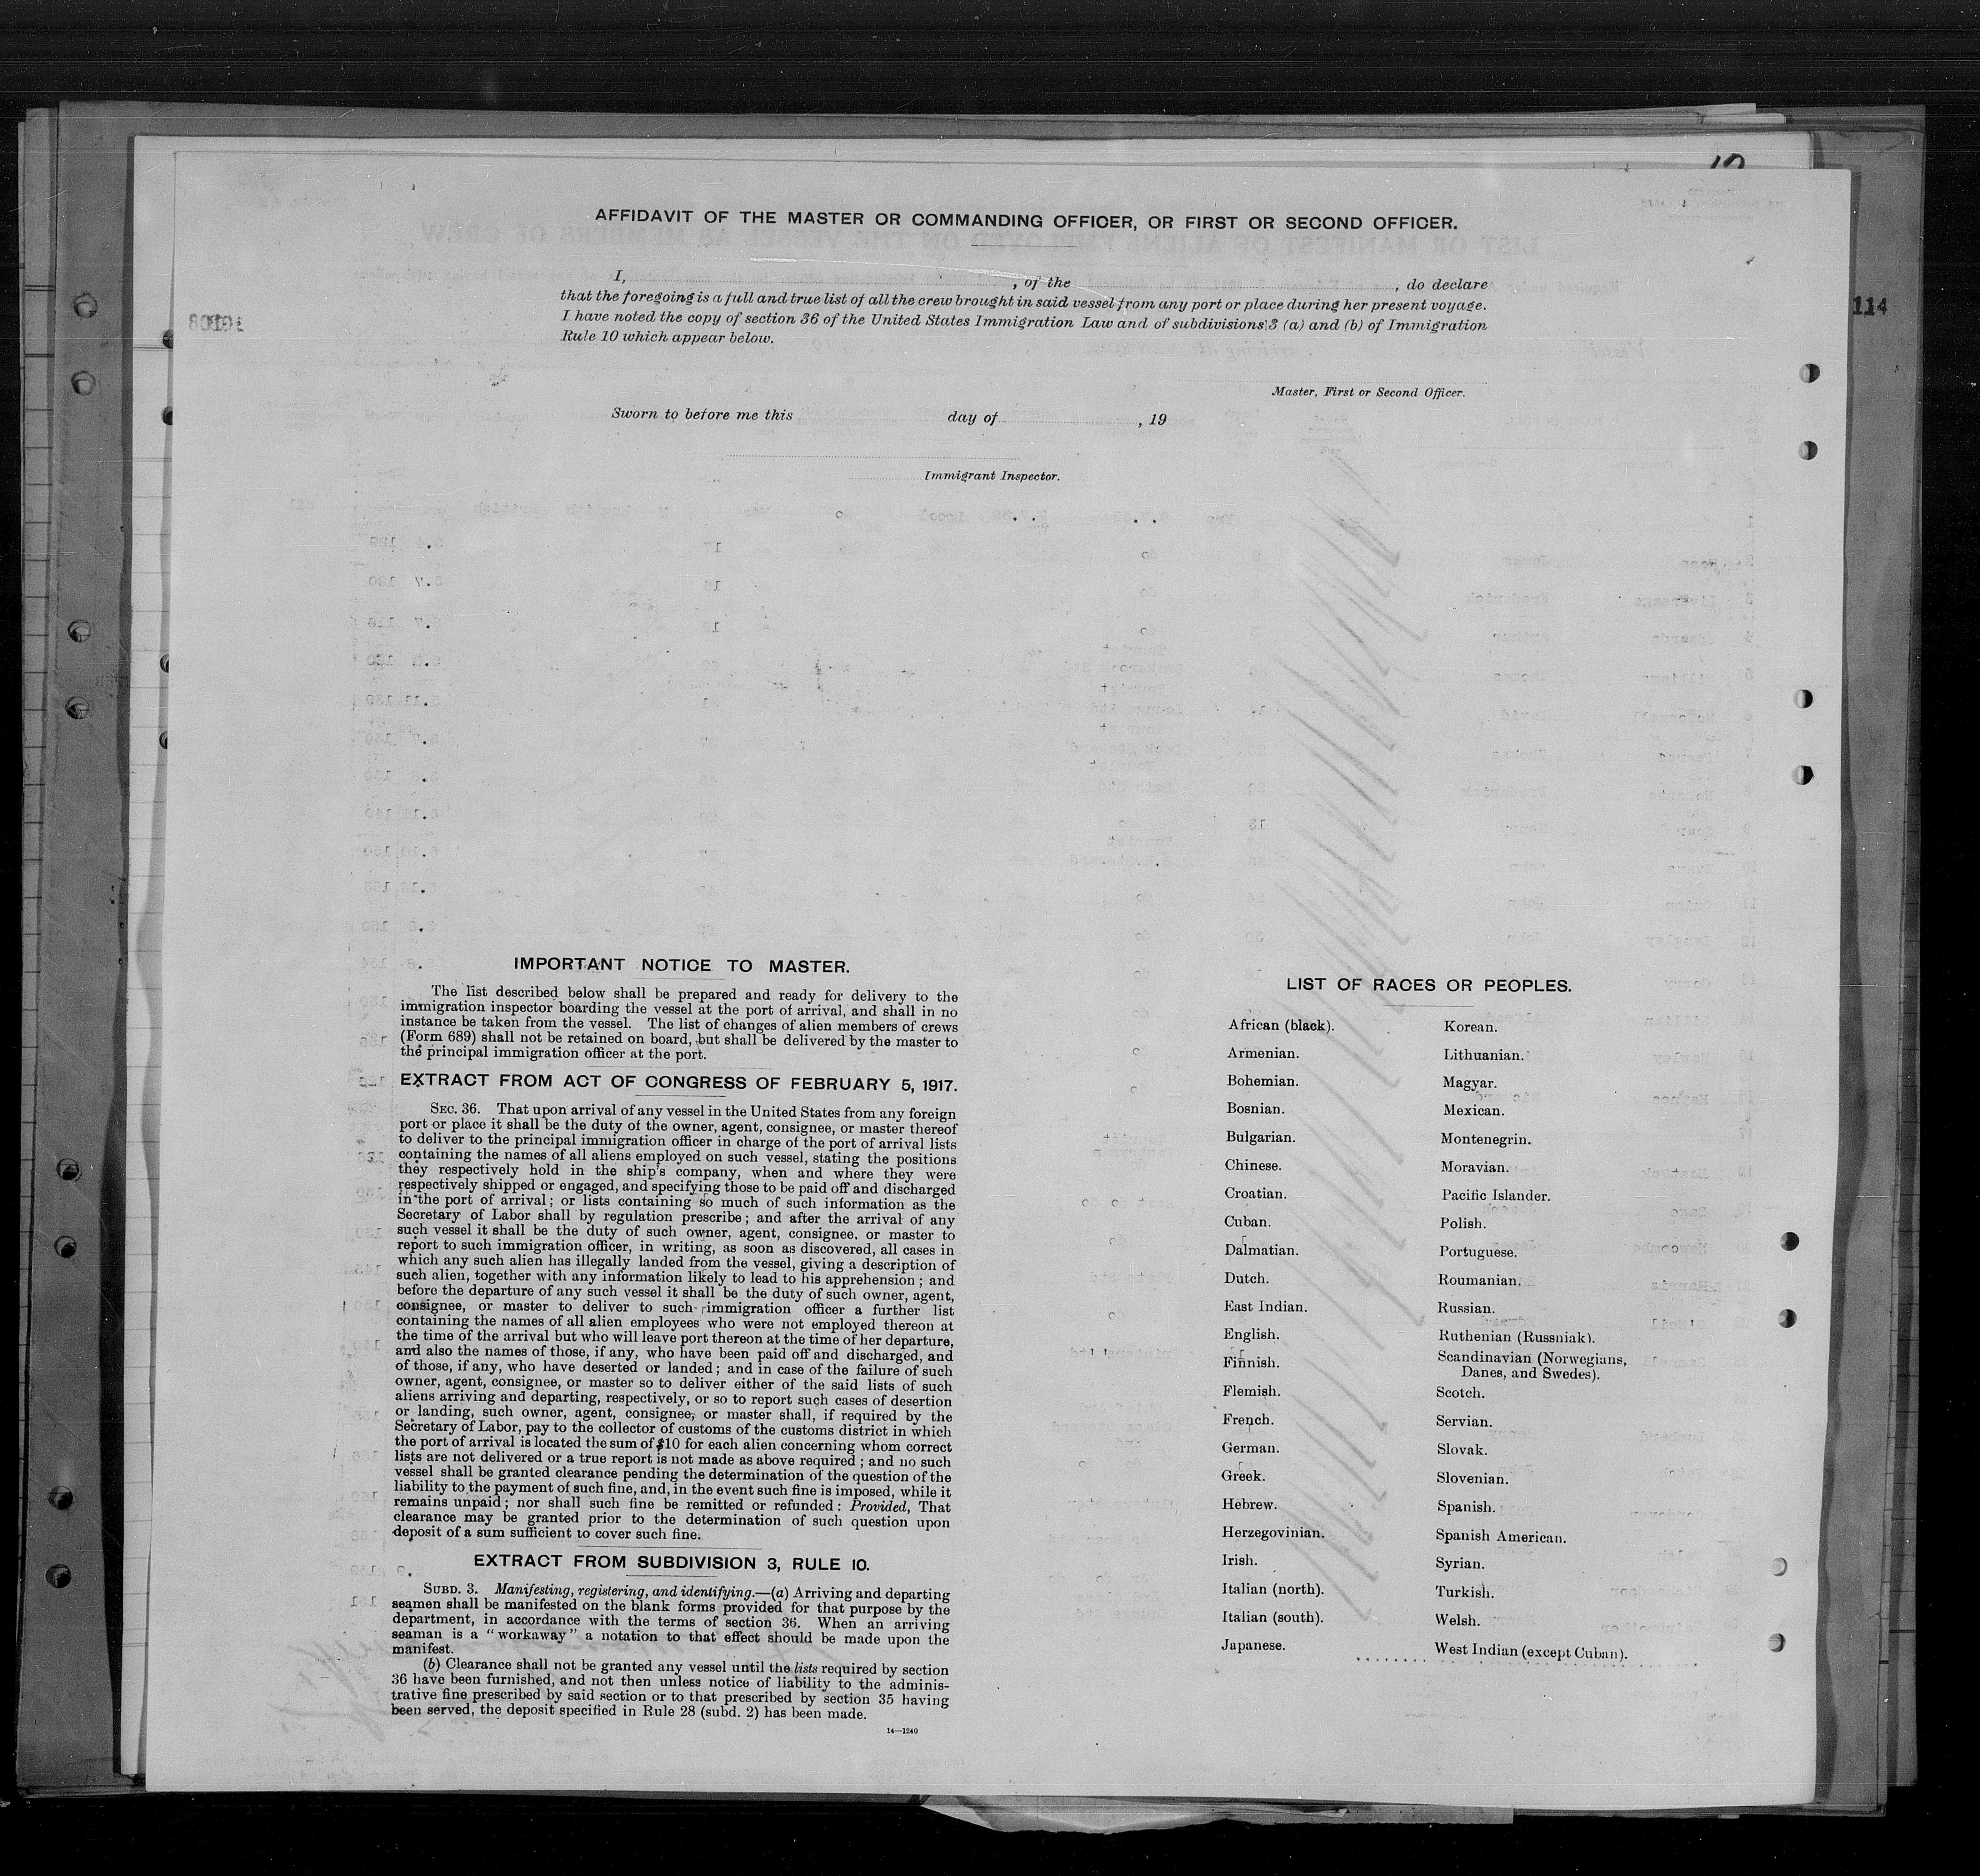 AFFIDAVIT OF THE MASTER OR COMMANDING OFFICER, OR FIRST OR SECOND OFFICER.
I, , of the , do declare
that the foregoing is a full and true list of all the crew brought in said vessel from any port or place during her present voyage.
I have noted the copy of section 36 of the United States Immigration Law and of subdivisions 3 (a) and (b) of Immigration
Rule 10 which appear below.
114
Master, First or Second Officer.
Sworn to before me this day of , 19
Immigrant Inspector.
IMPORTANT NOTICE TO MASTER.
The list described below shall be prepared and ready for delivery to the
immigration inspector boarding the vessel at the port of arrival, and shall in no
instance be taken from the vessel. The list of changes of alien members of crews
(Form 689) shall not be retained on board, but shall be delivered by the master to
the principal immigration officer at the port.
EXTRACT FROM ACT OF CONGRESS OF FEBRUARY 5, 1917.
SEC. 36. That upon arrival of any vessel in the United States from any foreign
port or place it shall be the duty of the owner, agent, consignee, or master thereof
to deliver to the principal immigration officer in charge of the port of arrival lists
containing the names of all aliens employed on such vessel, stating the positions
they respectively hold in the ship's company, when and where they were
respectively shipped or engaged, and specifying those to be paid off and discharged
in the port of arrival; or lists containing so much of such information as the
Secretary of Labor shall by regulation prescribe; and after the arrival of any
such vessel it shall be the duty of such owner, agent, consignee, or master to
report to such immigration officer, in writing, as soon as discovered, all cases in
which any such alien has illegally landed from the vessel, giving a description of
such alien, together with any information likely to lead to his apprehension; and
before the departure of any such vessel it shall be the duty of such owner, agent,
consignee, or master to deliver to such immigration officer a further list
containing the names of all alien employees who were not employed thereon at
the time of the arrival but who will leave port thereon at the time of her departure,
and also the names of those, if any, who have been paid off and discharged, and
of those, if any, who have deserted or landed; and in case of the failure of such
owner, agent, consignee, or master so to deliver either of the said lists of such
aliens arriving and departing, respectively, or so to report such cases of desertion
or landing, such owner, agent, consignee, or master shall, if required by the
Secretary of Labor, pay to the collector of customs of the customs district in which
the port of arrival is located the sum of $10 for each alien concerning whom correct
lists are not delivered or a true report is not made as above required; and no such
vessel shall be granted clearance pending the determination of the question of the
liability to the payment of such fine, and, in the event such fine is imposed, while it
remains unpaid; nor shall such fine be remitted or refunded: Provided, That
clearance may be granted prior to the determination of such question upon
deposit of a sum sufficient to cover such fine.
EXTRACT FROM SUBDIVISION 3, RULE 10.
SUBD. 3. Manifesting, registering, and identifying.—(a) Arriving and departing
seamen shall be manifested on the blank forms provided for that purpose by the
department, in accordance with the terms of section 36. When an arriving
seaman is a "workaway" a notation to that effect should be made upon the
manifest.
(b) Clearance shall not be granted any vessel until the lists required by section
36 have been furnished, and not then unless notice of liability to the adminis-
trative fine prescribed by said section or to that prescribed by section 35 having
been served, the deposit specified in Rule 28 (subd. 2) has been made.
14—1240
LIST OF RACES OR PEOPLES.
African (black).
Armenian.
Bohemian.
Bosnian.
Bulgarian.
Chinese.
Croatian.
Cuban.
Dalmatian.
Dutch.
East Indian.
English.
Finnish.
Flemish.
French.
German.
Greek.
Hebrew.
Herzegovinian.
Irish.
Italian (north).
Italian (south).
Japanese.
Korean.
Lithuanian.
Magyar.
Mexican.
Montenegrin.
Moravian.
Pacific Islander.
Polish.
Portuguese.
Roumanian.
Russian.
Ruthenian (Russniak).
Scandinavian (Norwegians,
Danes, and Swedes).
Scotch.
Servian.
Slovak.
Slovenian.
Spanish.
Spanish American.
Syrian.
Turkish.
Welsh.
West Indian (except Cuban).